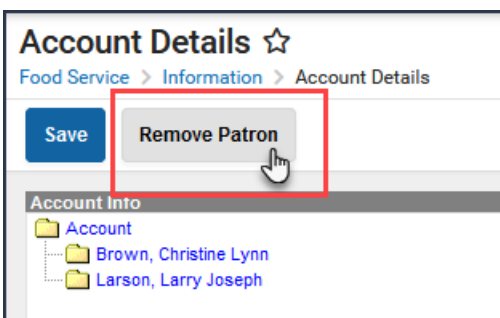 Account Details ☆
Food Service > Information > Account Details
Save Remove Patron
Account Info
Account
Brown, Christine Lynn
Larson, Larry Joseph